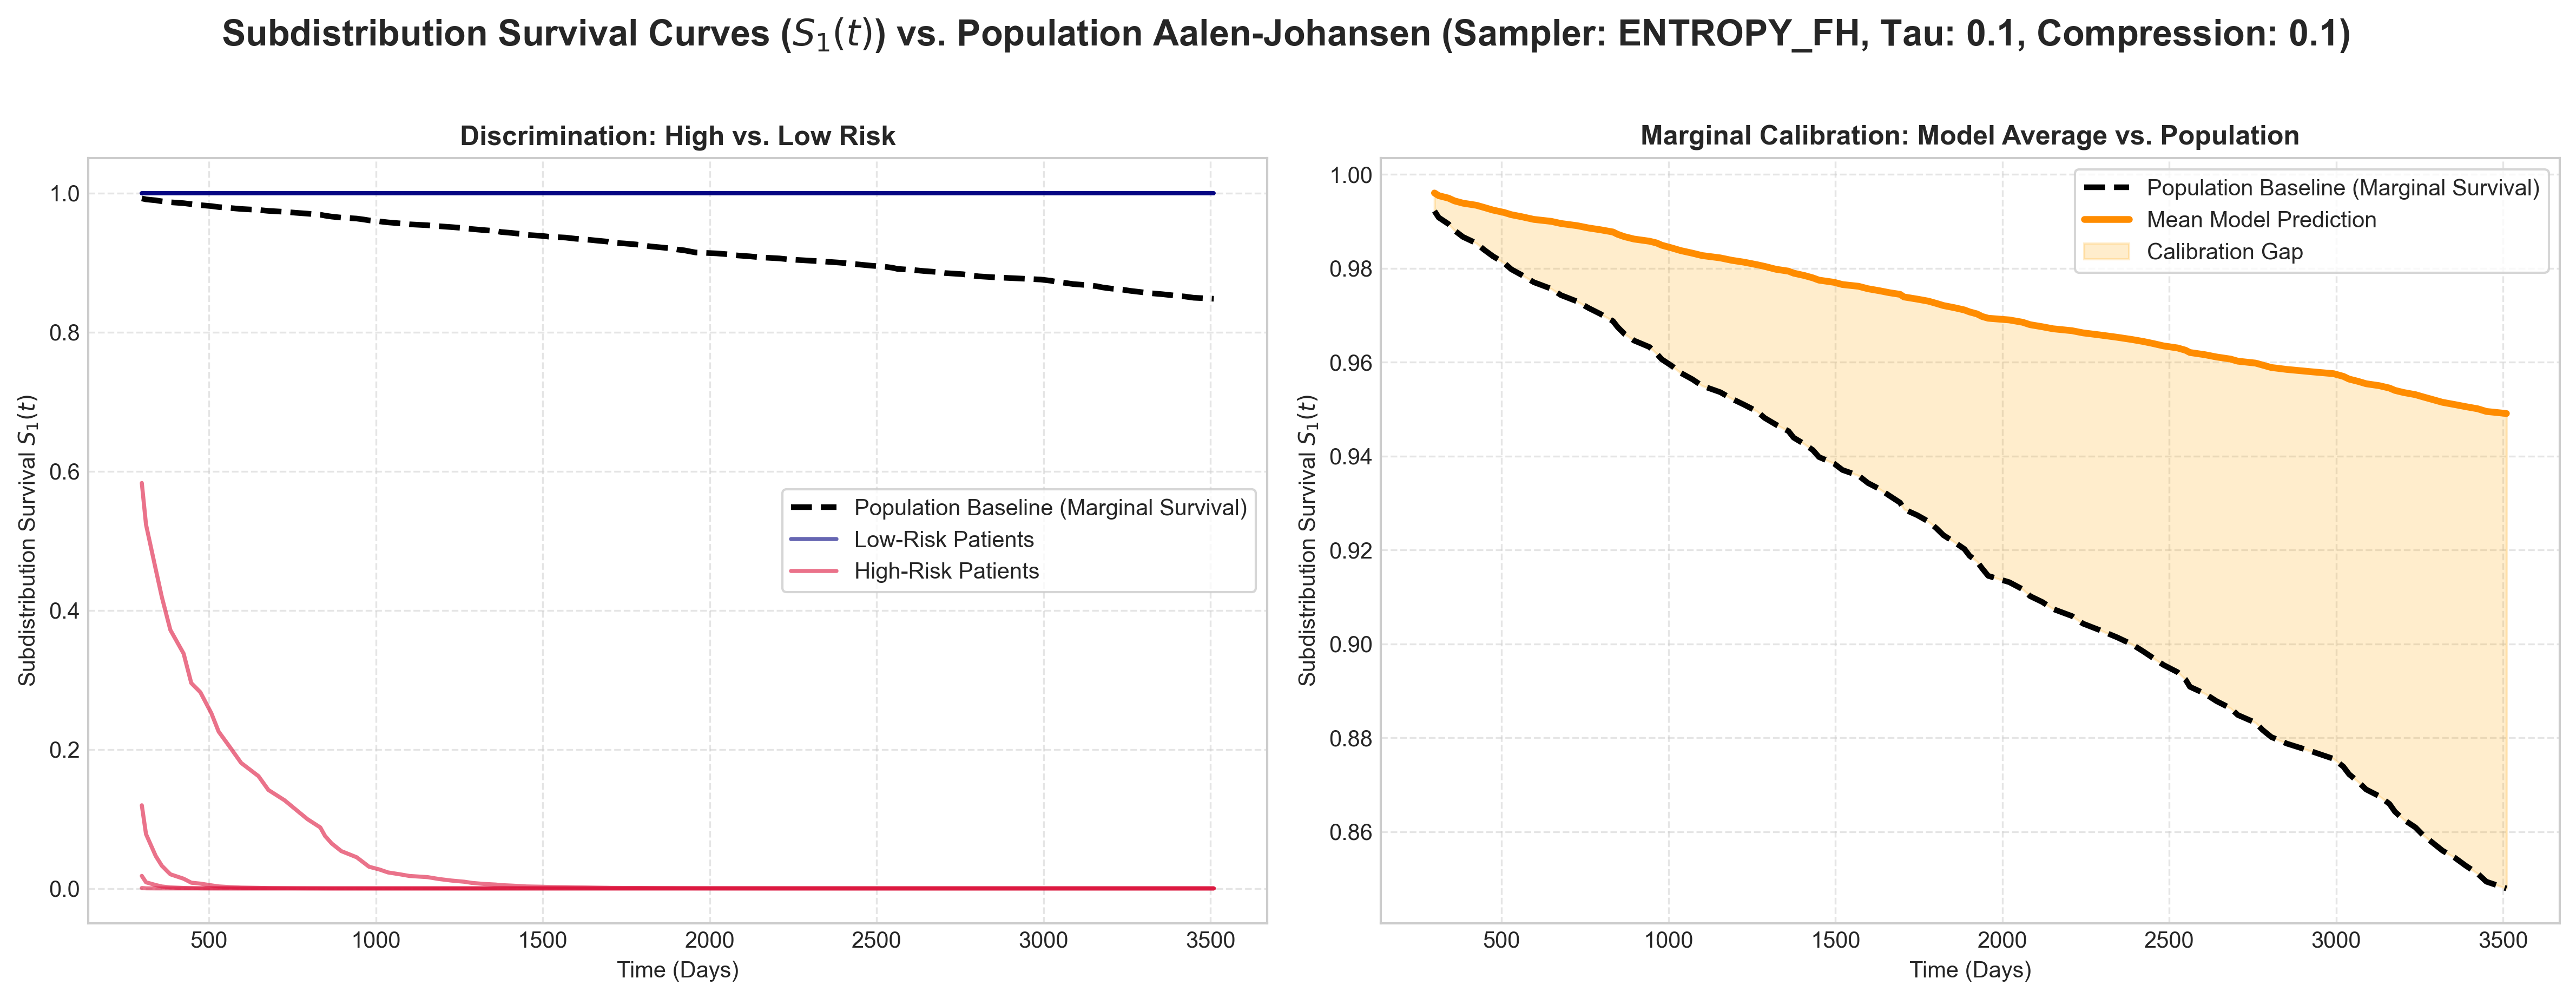 Subdistribution Survival Curves (S₁(t)) vs. Population Aalen-Johansen (Sampler: ENTROPY_FH, Tau: 0.1, Compression: 0.1)
Discrimination: High vs. Low Risk
Subdistribution Survival S₁(t)
1.0
0.8
0.6
0.4
0.2
0.0
Population Baseline (Marginal Survival)
Low-Risk Patients
High-Risk Patients
500 1000 1500 2000 2500 3000 3500
Time (Days)
Marginal Calibration: Model Average vs. Population
Subdistribution Survival S₁(t)
1.00
0.98
0.96
0.94
0.92
0.90
0.88
0.86
Population Baseline (Marginal Survival)
Mean Model Prediction
Calibration Gap
500 1000 1500 2000 2500 3000 3500
Time (Days)